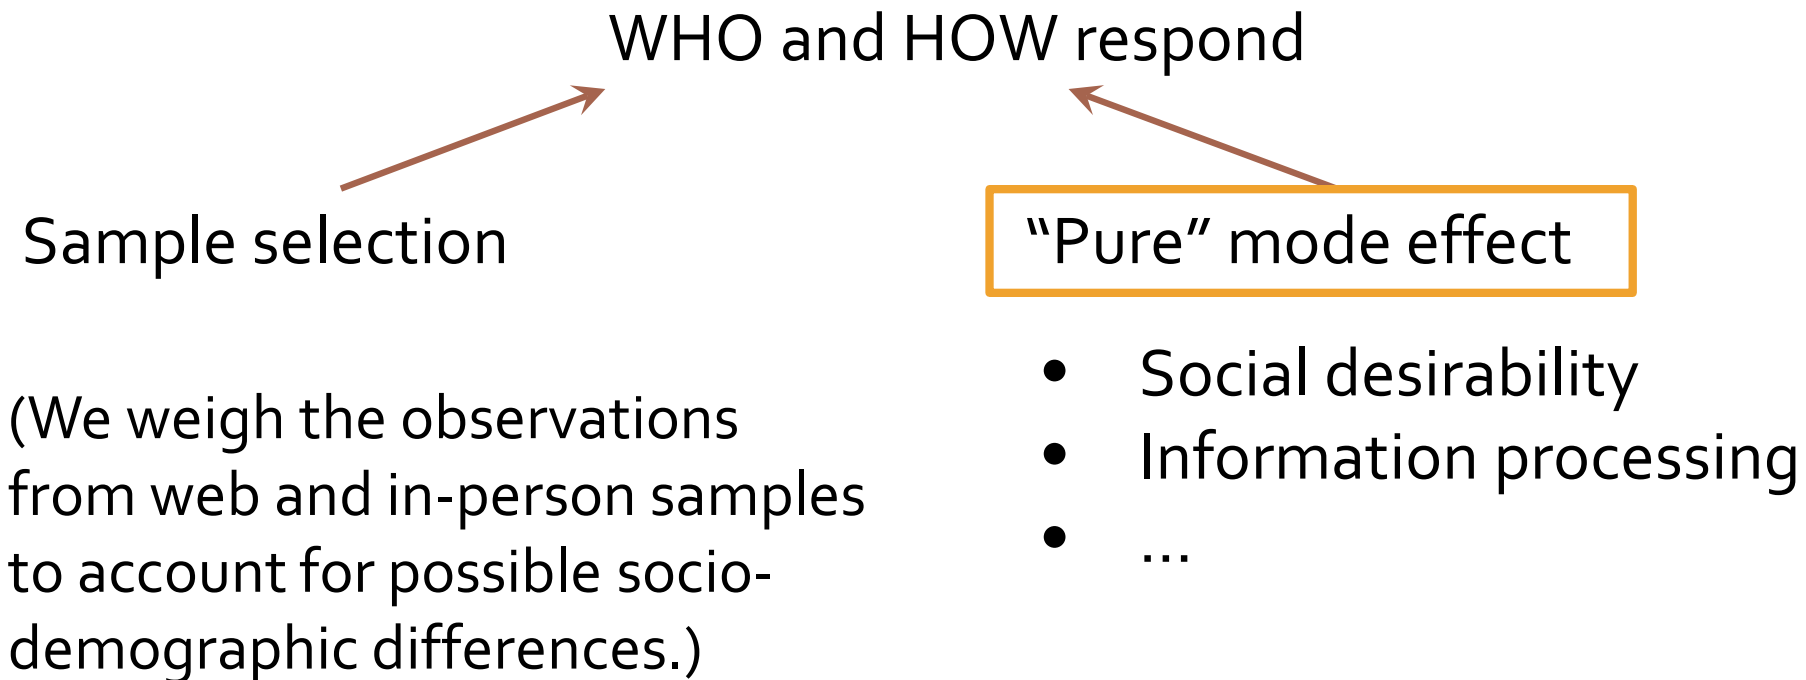 WHO and HOW respond
Sample selection
(We weigh the observations
from web and in-person samples
to account for possible socio-
demographic differences.)
“Pure” mode effect
• Social desirability
• Information processing
• ...